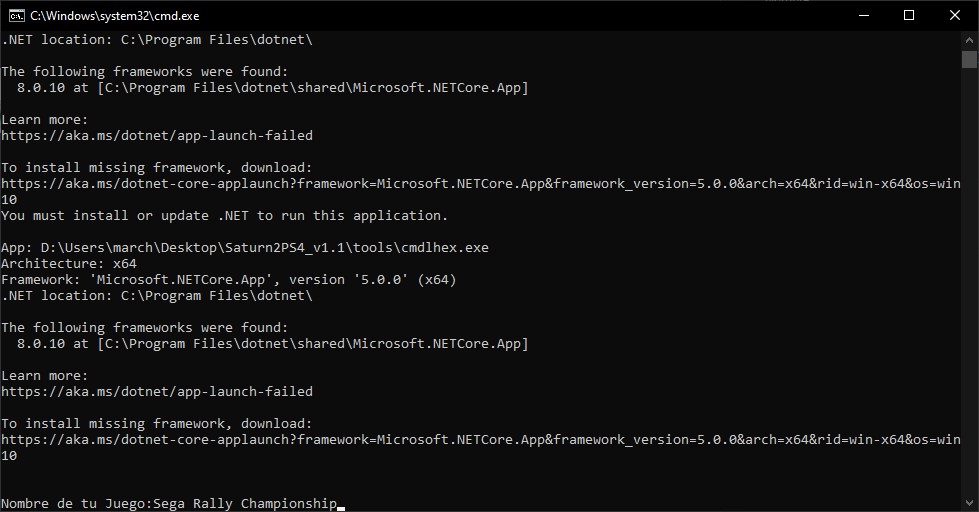 C:\Windows\system32\cmd.exe
.NET location: C:\Program Files\dotnet\
The following frameworks were found:
8.0.10 at [C:\Program Files\dotnet\shared\Microsoft.NETCore.App]
Learn more:
https://aka.ms/dotnet/app-launch-failed
To install missing framework, download:
https://aka.ms/dotnet-core-applaunch?framework=Microsoft.NETCore.App&framework_version=5.0.0&arch=x64&rid=win-x64&os=win
10
You must install or update .NET to run this application.
App: D:\Users\march\Desktop\Saturn2PS4_v1.1\tools\cmdlhex.exe
Architecture: x64
Framework: 'Microsoft.NETCore.App', version '5.0.0' (x64)
.NET location: C:\Program Files\dotnet\
The following frameworks were found:
8.0.10 at [C:\Program Files\dotnet\shared\Microsoft.NETCore.App]
Learn more:
https://aka.ms/dotnet/app-launch-failed
To install missing framework, download:
https://aka.ms/dotnet-core-applaunch?framework=Microsoft.NETCore.App&framework_version=5.0.0&arch=x64&rid=win-x64&os=win
10
Nombre de tu Juego:Sega Rally Championship